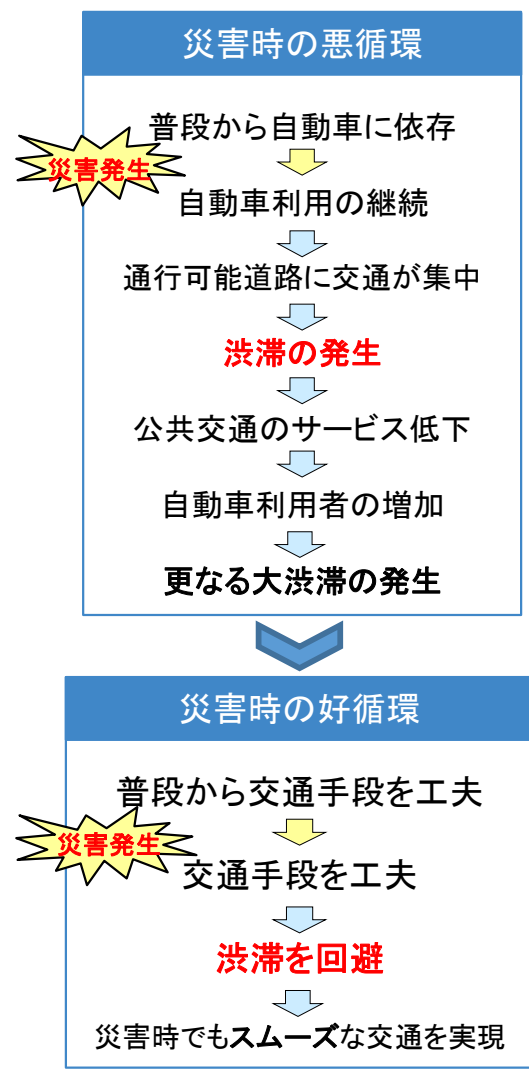 災害時の悪循環
普段から自動車に依存
災害発生
自動車利用の継続
通行可能道路に交通が集中
渋滞の発生
公共交通のサービス低下
自動車利用者の増加
更なる大渋滞の発生
災害時の好循環
普段から交通手段を工夫
災害発生
交通手段を工夫
渋滞を回避
災害時でもスムーズな交通を実現